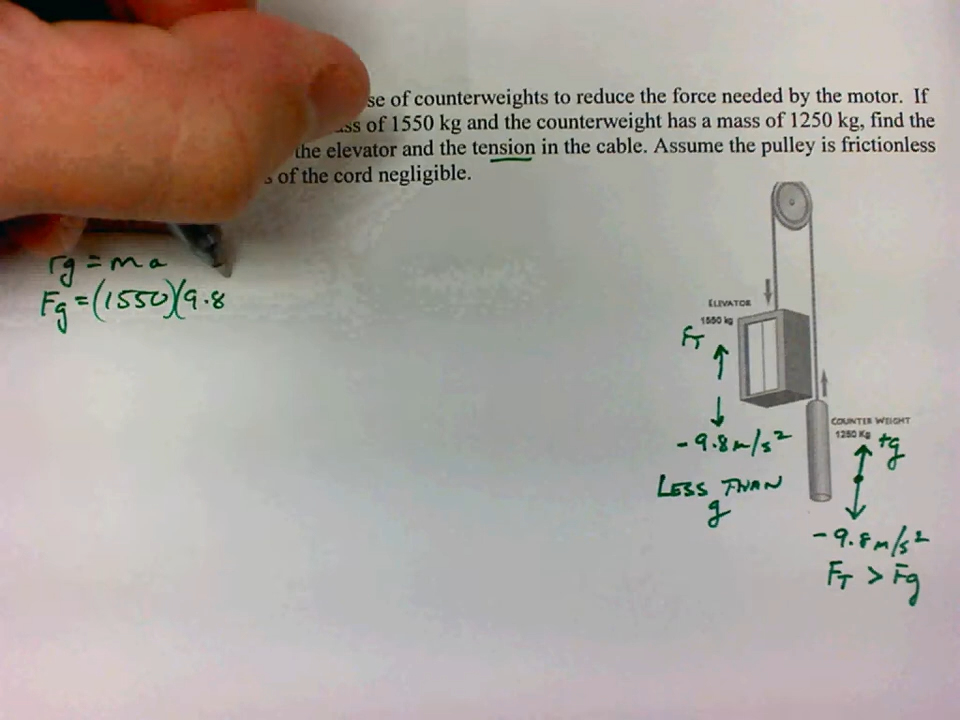 se of counterweights to reduce the force needed by the motor. If
ass of 1550 kg and the counterweight has a mass of 1250 kg, find the
the elevator and the tension in the cable. Assume the pulley is frictionless
s of the cord negligible.
Fg = ma
Fg = (1550)(9.8
ELEVATOR
1550 kg
FT
-9.8 m/s²
LESS THAN
g
COUNTER WEIGHT
1250 Kg
+g
-9.8 m/s²
FT > Fg